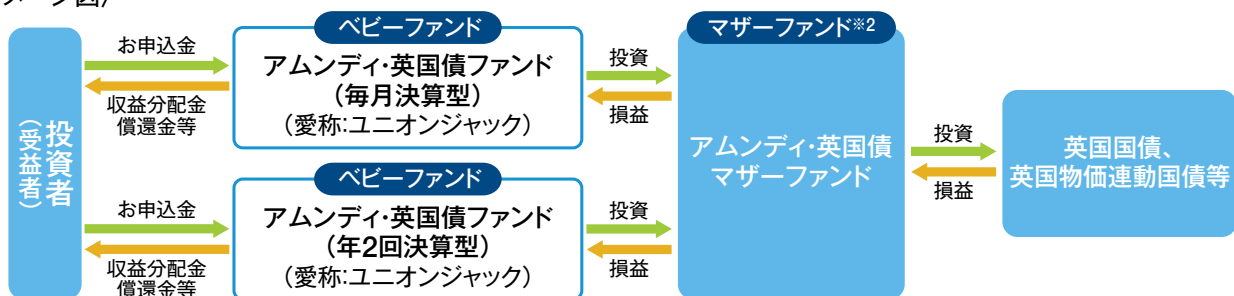 メージ図/
投資者
(受益者)
お申込金
収益分配金
償還金等
ベビーファンド
アムンディ・英国債ファンド
(毎月決算型)
(愛称:ユニオンジャック)
投資
損益
お申込金
収益分配金
償還金等
ベビーファンド
アムンディ・英国債ファンド
(年2回決算型)
(愛称:ユニオンジャック)
投資
損益
マザーファンド※2
アムンディ・英国債
マザーファンド
投資
損益
英国国債、
英国物価連動国債等